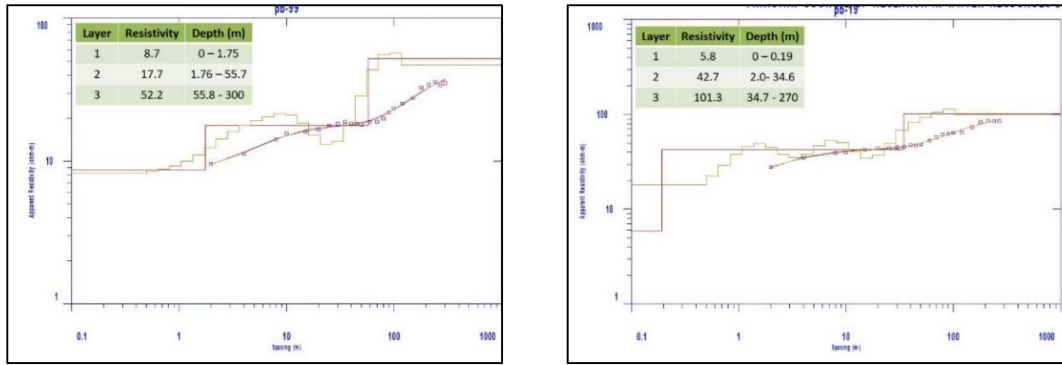 pb-99
100
Layer Resistivity Depth (m)
1 8.7 0 – 1.75
2 17.7 1.76 – 55.7
3 52.2 55.8 - 300
Apparent Resistivity (ohm-m)
10
1
0.1 1 10 100 1000
Spacing (m)
pb-19
1000
Layer Resistivity Depth (m)
1 5.8 0 – 0.19
2 42.7 2.0- 34.6
3 101.3 34.7 - 270
100
100
Apparent Resistivity (ohm-m)
10
10
1
0.1 1 10 100 1000
Spacing (m)